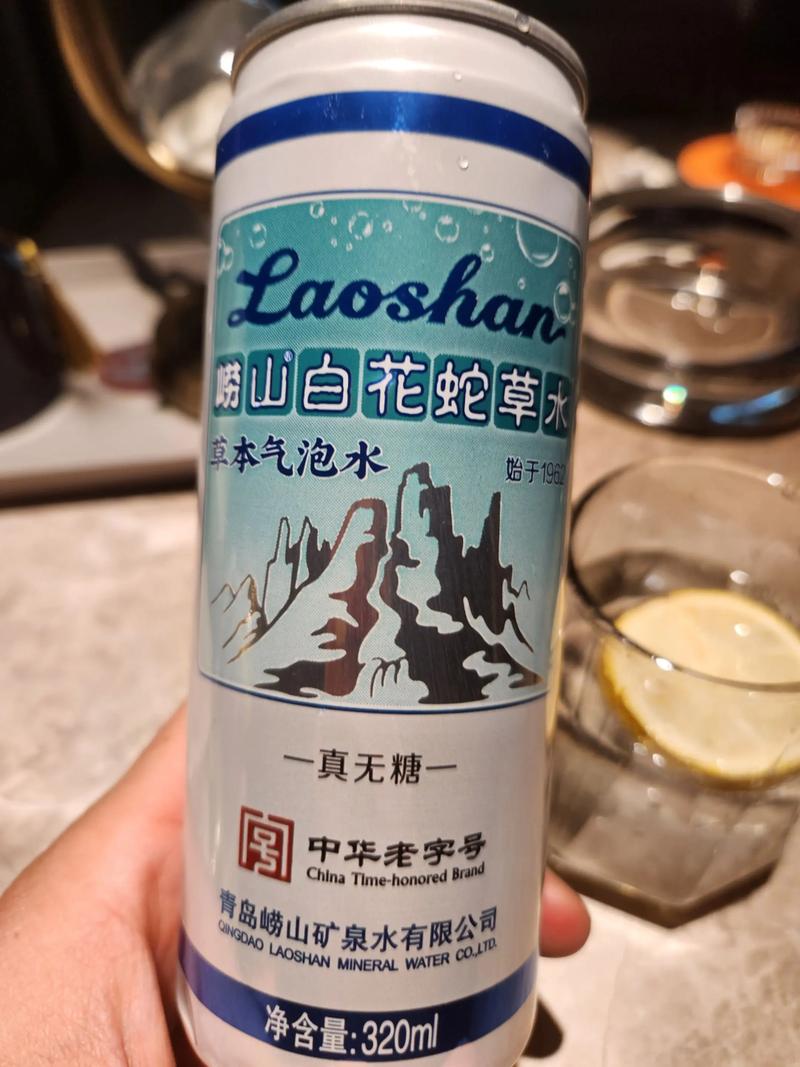 Laoshan
崂山®白花蛇草水
草本气泡水
始于1962
—真无糖—
中华老字号
China Time-honored Brand
青岛崂山矿泉水有限公司
QINGDAO LAOSHAN MINERAL WATER CO.,LTD.
净含量:320ml